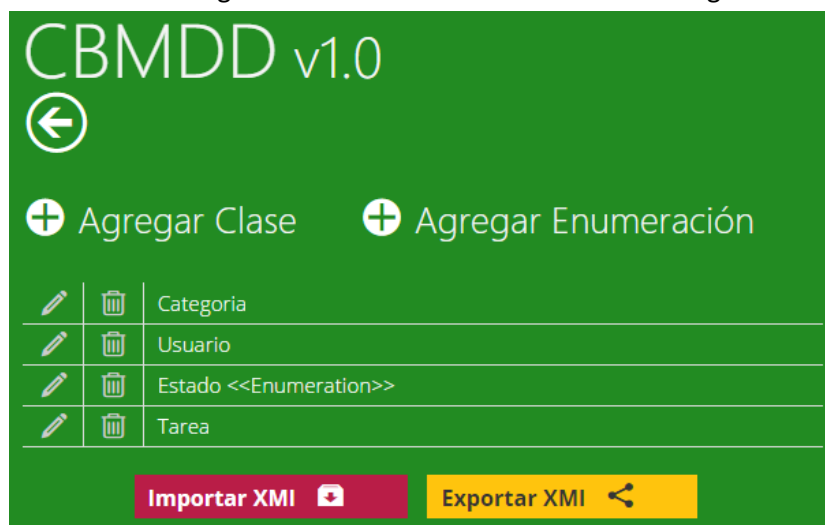 CBMDD v1.0
Agregar Clase Agregar Enumeración
Categoria
Usuario
Estado <<Enumeration>>
Tarea
Importar XMI Exportar XMI